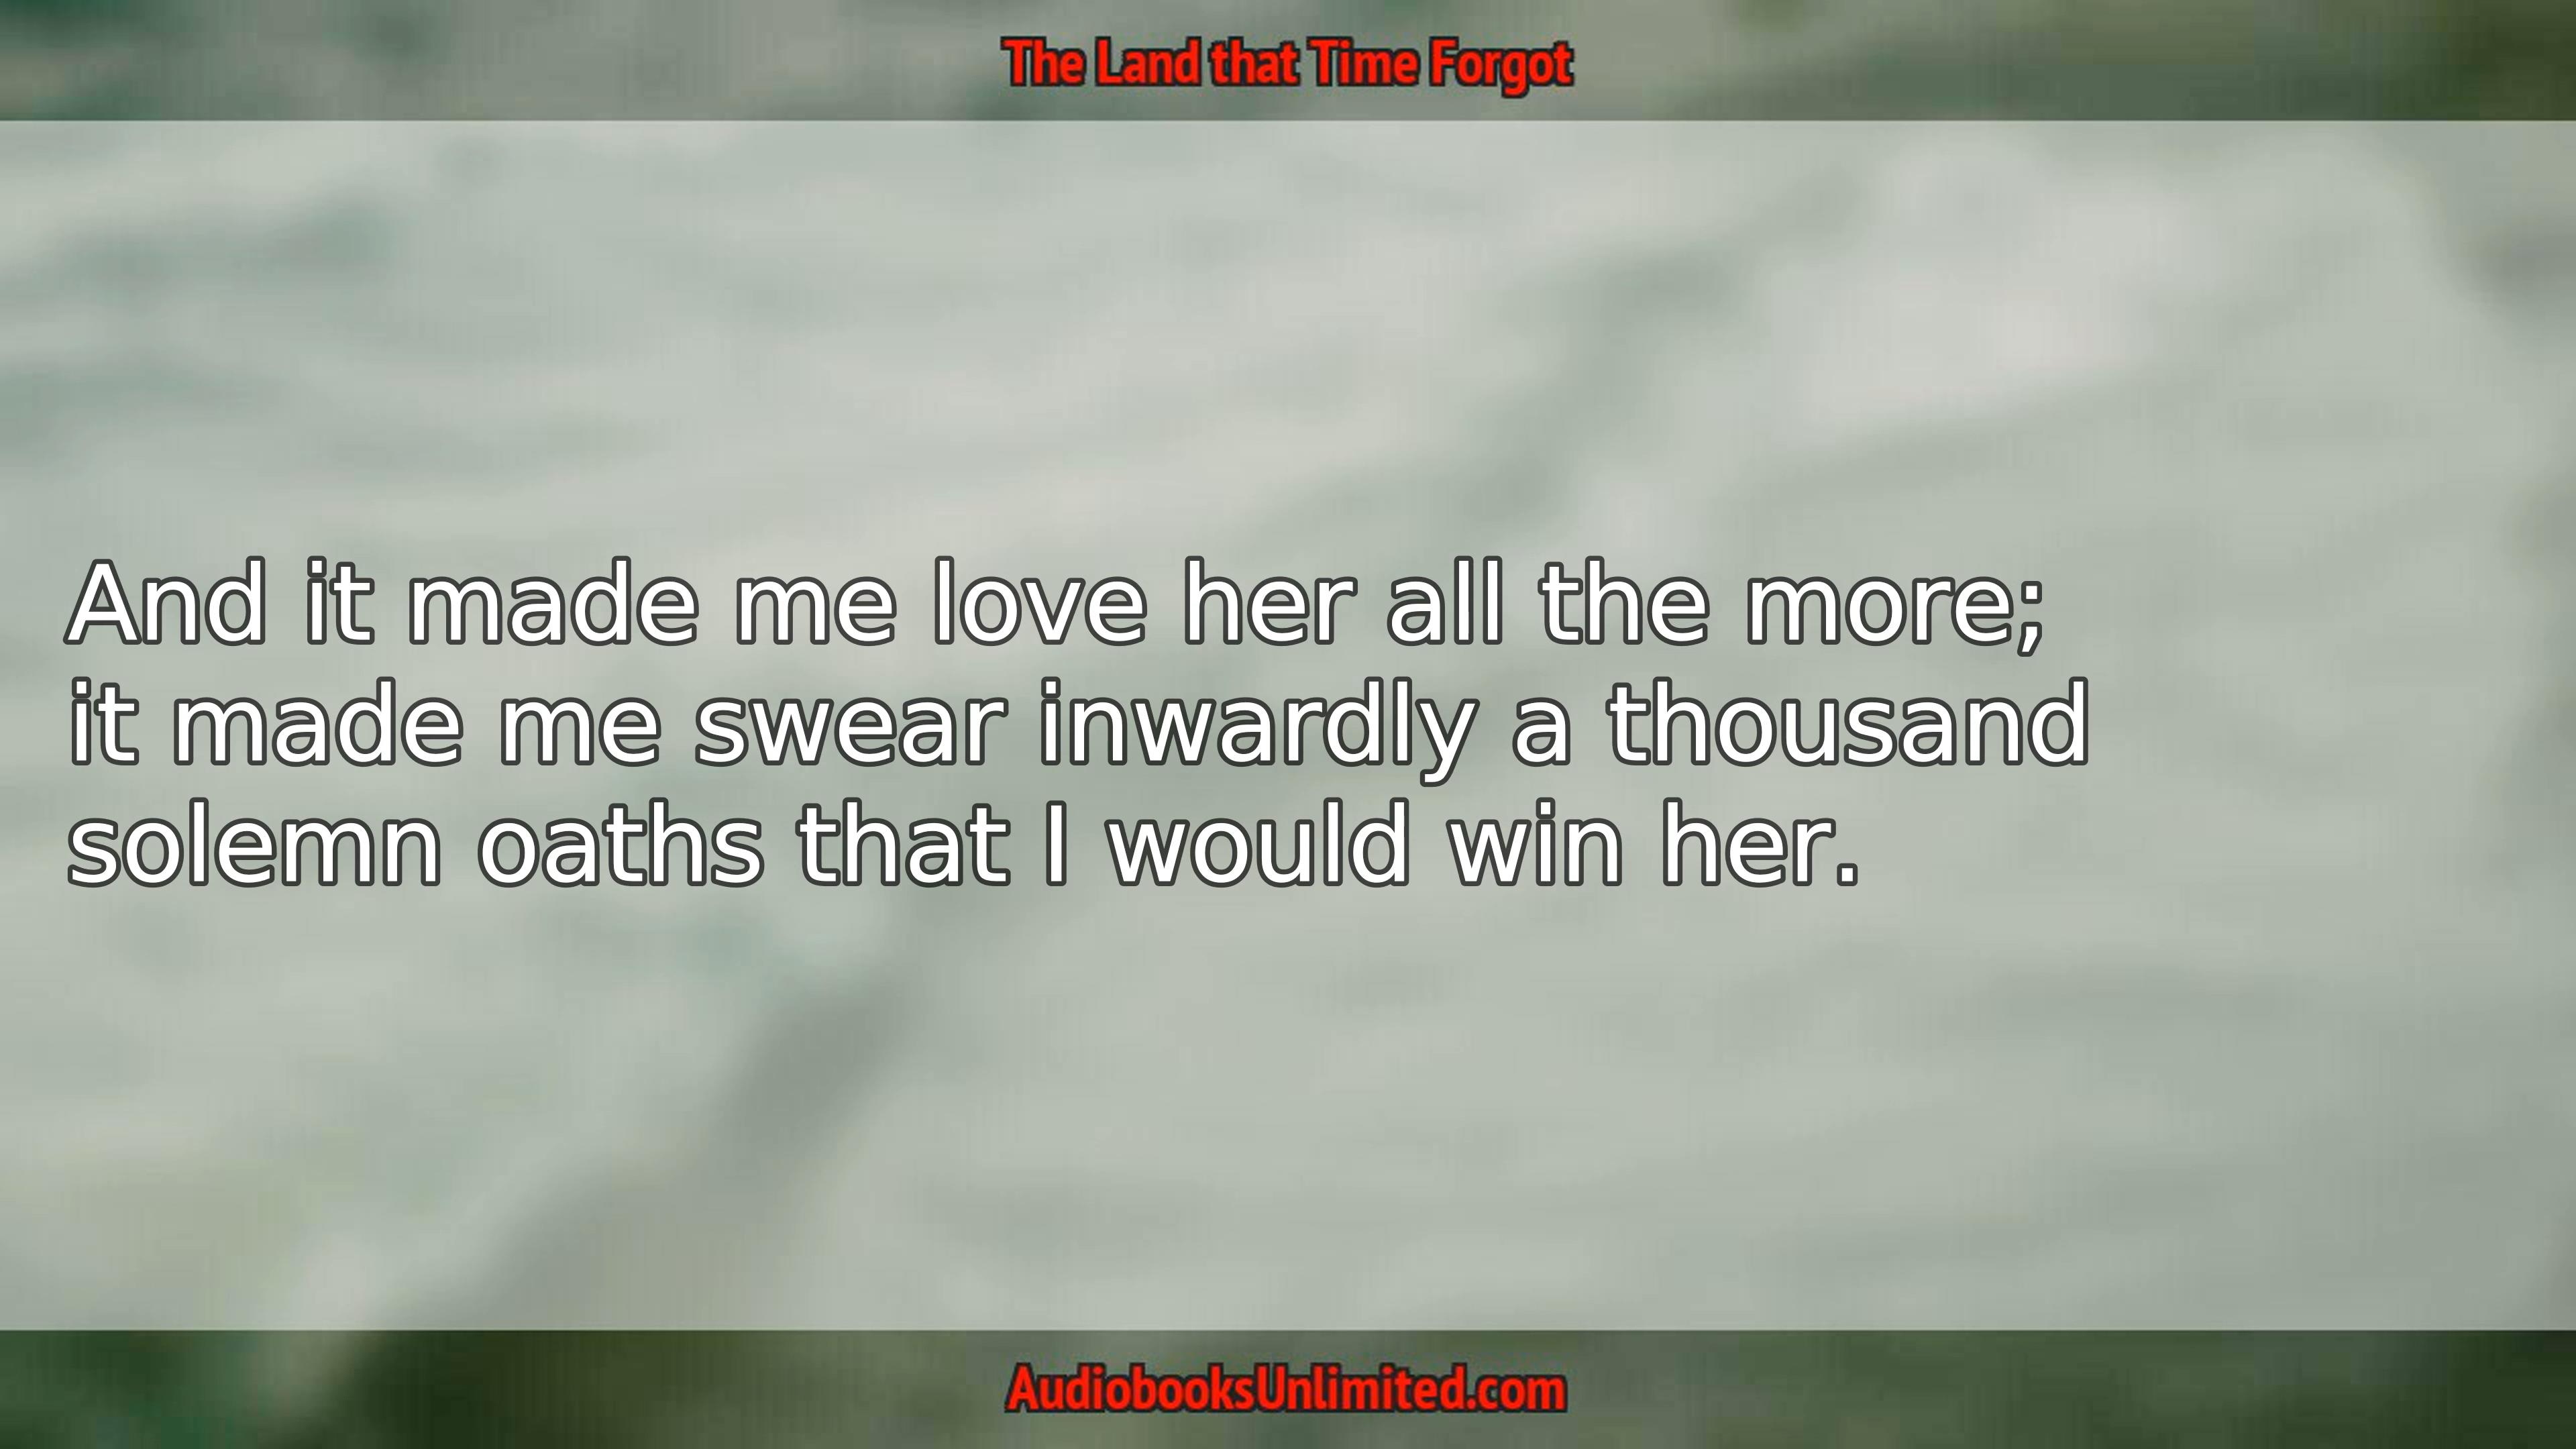 The Land that Time Forgot
And it made me love her all the more;
it made me swear inwardly a thousand
solemn oaths that I would win her.
AudiobooksUnlimited.com